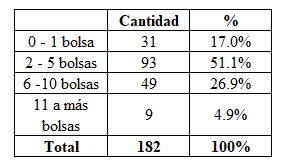 Cantidad %
0 - 1 bolsa 31 17.0%
2 - 5 bolsas 93 51.1%
6 -10 bolsas 49 26.9%
11 a más
bolsas 9 4.9%
Total 182 100%